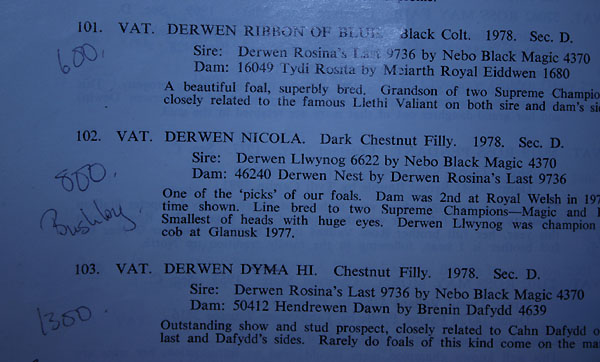 101. VAT. DERWEN RIBBON OF BLUE. Black Colt. 1978. Sec. D.
600.
Sire: Derwen Rosina's Last 9736 by Nebo Black Magic 4370
Dam: 16049 Tydi Rosita by Meiarth Royal Eiddwen 1680
A beautiful foal, superbly bred. Grandson of two Supreme Champio
closely related to the famous Llethi Valiant on both sire and dam's si
102. VAT. DERWEN NICOLA. Dark Chestnut Filly. 1978. Sec. D.
800.
Bushby
Sire: Derwen Llwynog 6622 by Nebo Black Magic 4370
Dam: 46240 Derwen Nest by Derwen Rosina's Last 9736
One of the 'picks' of our foals. Dam was 2nd at Royal Welsh in 197
time shown. Line bred to two Supreme Champions—Magic and
Smallest of heads with huge eyes. Derwen Llwynog was champion
cob at Glanusk 1977.
103. VAT. DERWEN DYMA HI. Chestnut Filly. 1978. Sec. D.
1300.
Sire: Derwen Rosina's Last 9736 by Nebo Black Magic 4370
Dam: 50412 Hendrewen Dawn by Brenin Dafydd 4639
Outstanding show and stud prospect, closely related to Cahn Dafydd o
last and Dafydd's sides. Rarely do foals of this kind come on the ma